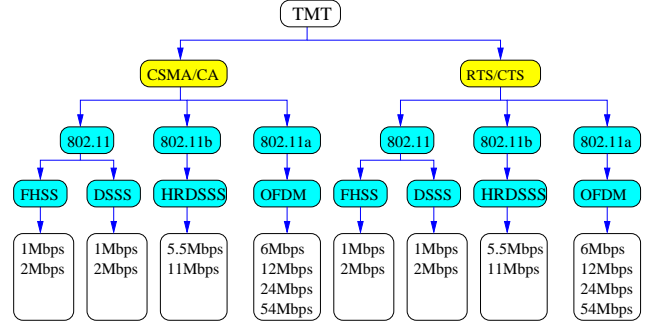 TMT
CSMA/CA RTS/CTS
802.11 802.11b 802.11a 802.11 802.11b 802.11a
FHSS DSSS HRDSSS OFDM FHSS DSSS HRDSSS OFDM
1Mbps 1Mbps 5.5Mbps 6Mbps 1Mbps 1Mbps 5.5Mbps 6Mbps
2Mbps 2Mbps 11Mbps 12Mbps 2Mbps 2Mbps 11Mbps 12Mbps
24Mbps 24Mbps
54Mbps 54Mbps